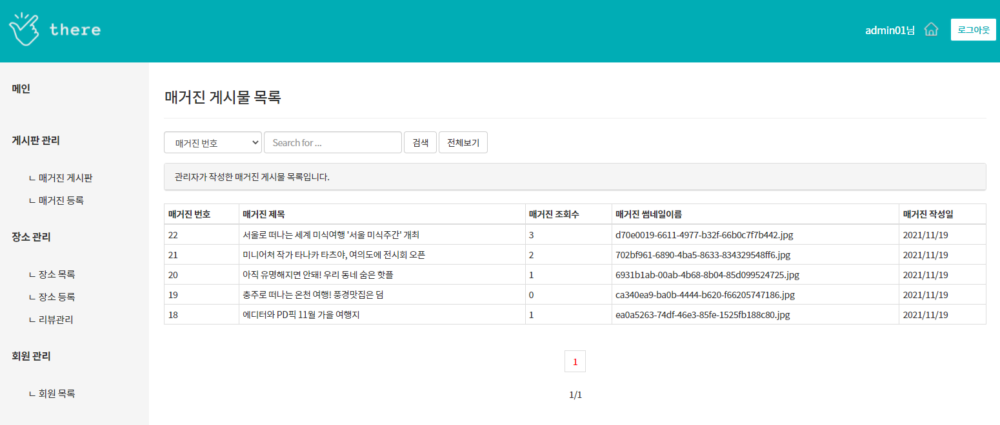 there
admin01님
로그아웃
메인
게시판 관리
ㄴ 매거진 게시판
ㄴ 매거진 등록
장소 관리
ㄴ 장소 목록
ㄴ 장소 등록
ㄴ 리뷰관리
회원 관리
ㄴ 회원 목록
매거진 게시물 목록
매거진 번호 Search for ... 검색 전체보기
관리자가 작성한 매거진 게시물 목록입니다.
매거진 번호 매거진 제목 매거진 조회수 매거진 썸네일이름 매거진 작성일
22 서울로 떠나는 세계 미식여행 '서울 미식주간' 개최 3 d70e0019-6611-4977-b32f-66b0c7f7b442.jpg 2021/11/19
21 미니어처 작가 타나카 타츠야, 여의도에 전시회 오픈 2 702bf961-6890-4ba5-8633-834329548ff6.jpg 2021/11/19
20 아직 유명해지면 안돼! 우리 동네 숨은 핫플 1 6931b1ab-00ab-4b68-8b04-85d099524725.jpg 2021/11/19
19 충주로 떠나는 온천 여행! 풍경맛집은 덤 0 ca340ea9-ba0b-4444-b620-f66205747186.jpg 2021/11/19
18 에디터와 PD픽 11월 가을 여행지 1 ea0a5263-74df-46e3-85fe-1525fb188c80.jpg 2021/11/19
1
1/1